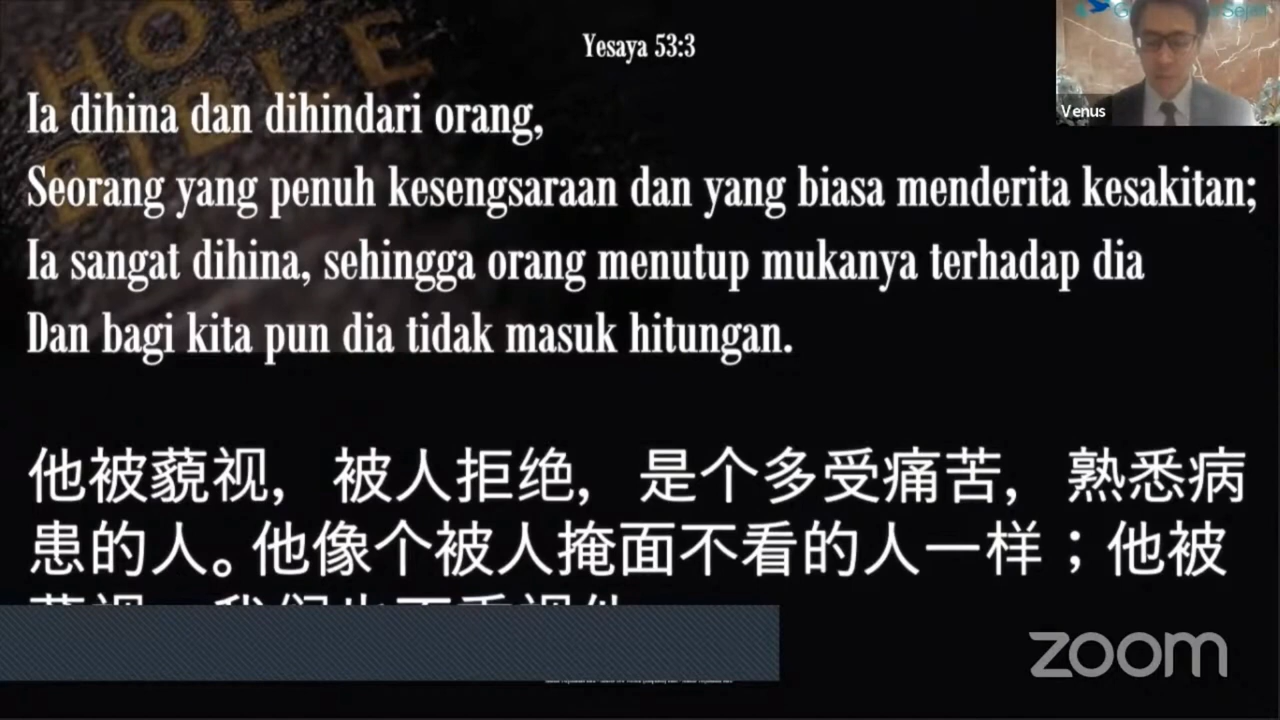 HOLY
BIBLE
Yesaya 53:3
Venus
Ia dihina dan dihindari orang,
Seorang yang penuh kesengsaraan dan yang biasa menderita kesakitan;
Ia sangat dihina, sehingga orang menutup mukanya terhadap dia
Dan bagi kita pun dia tidak masuk hitungan.
他被藐视, 被人拒绝, 是个多受痛苦, 熟悉病
患的人。他像个被人掩面不看的人一样；他被
zoom